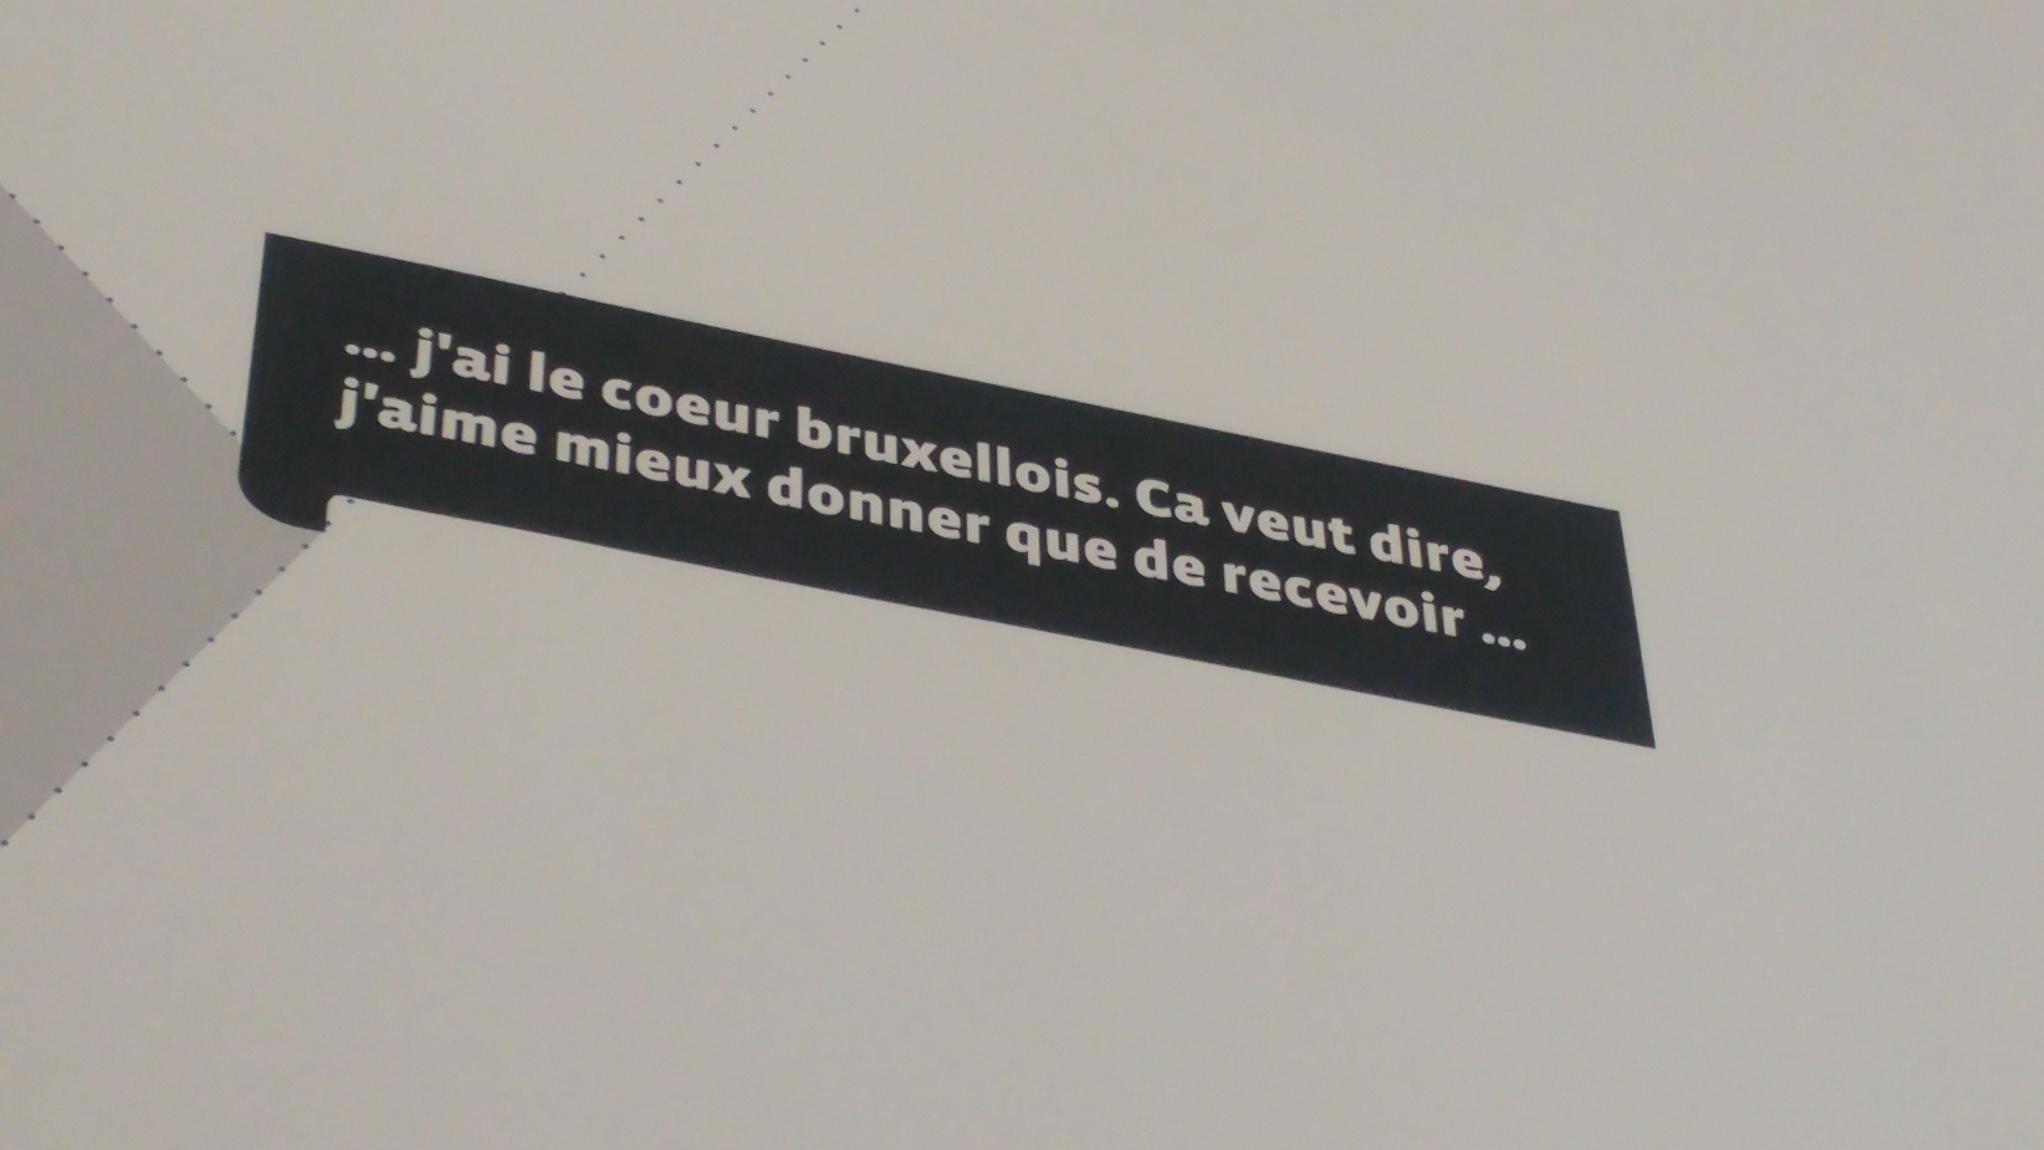 ... j'ai le coeur bruxellois. Ca veut dire,
j'aime mieux donner que de recevoir ...